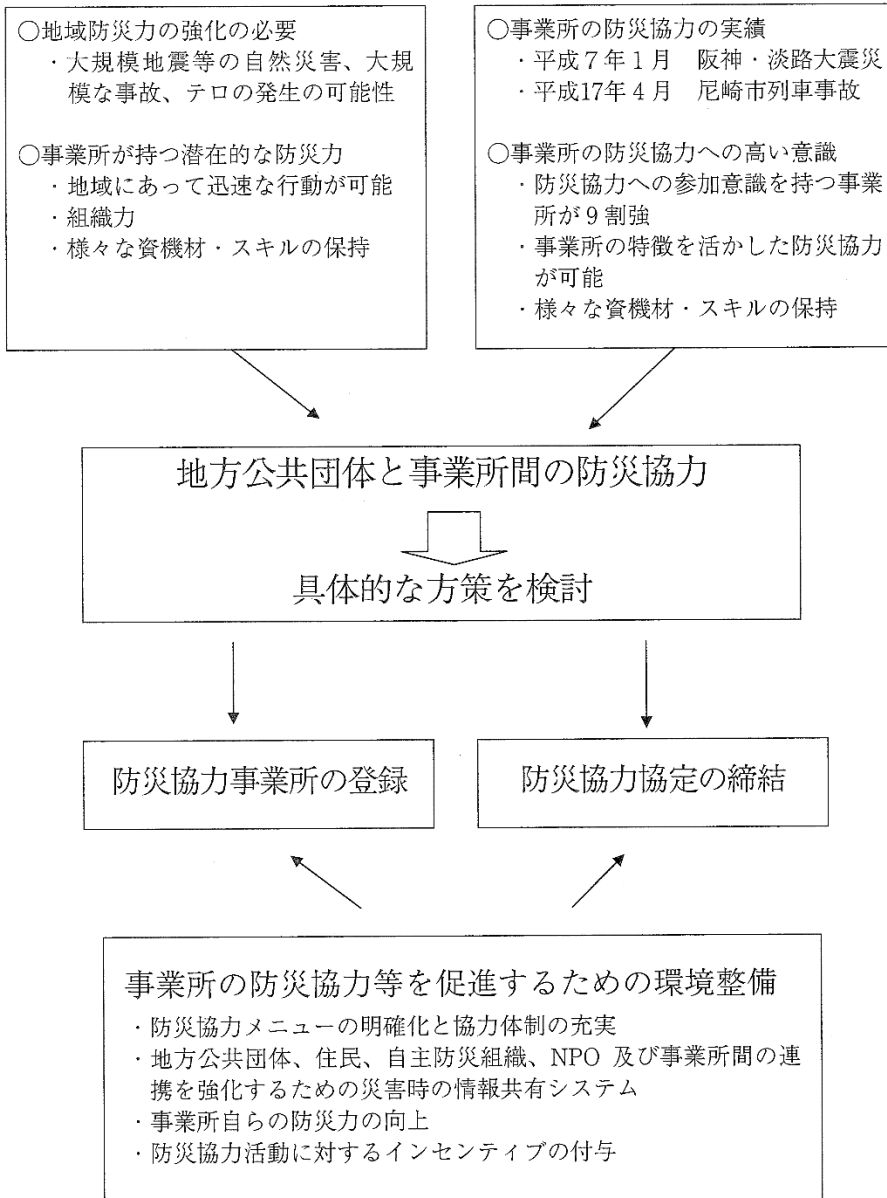 ○地域防災力の強化の必要
・大規模地震等の自然災害、大規
模な事故、テロの発生の可能性
○事業所が持つ潜在的な防災力
・地域にあって迅速な行動が可能
・組織力
・様々な資機材・スキルの保持
○事業所の防災協力の実績
・平成7年1月 阪神・淡路大震災
・平成17年4月 尼崎市列車事故
○事業所の防災協力への高い意識
・防災協力への参加意識を持つ事業
所が9割強
・事業所の特徴を活かした防災協力
が可能
・様々な資機材・スキルの保持
地方公共団体と事業所間の防災協力
具体的な方策を検討
防災協力事業所の登録
防災協力協定の締結
事業所の防災協力等を促進するための環境整備
・防災協力メニューの明確化と協力体制の充実
・地方公共団体、住民、自主防災組織、NPO 及び事業所間の連
携を強化するための災害時の情報共有システム
・事業所自らの防災力の向上
・防災協力活動に対するインセンティブの付与